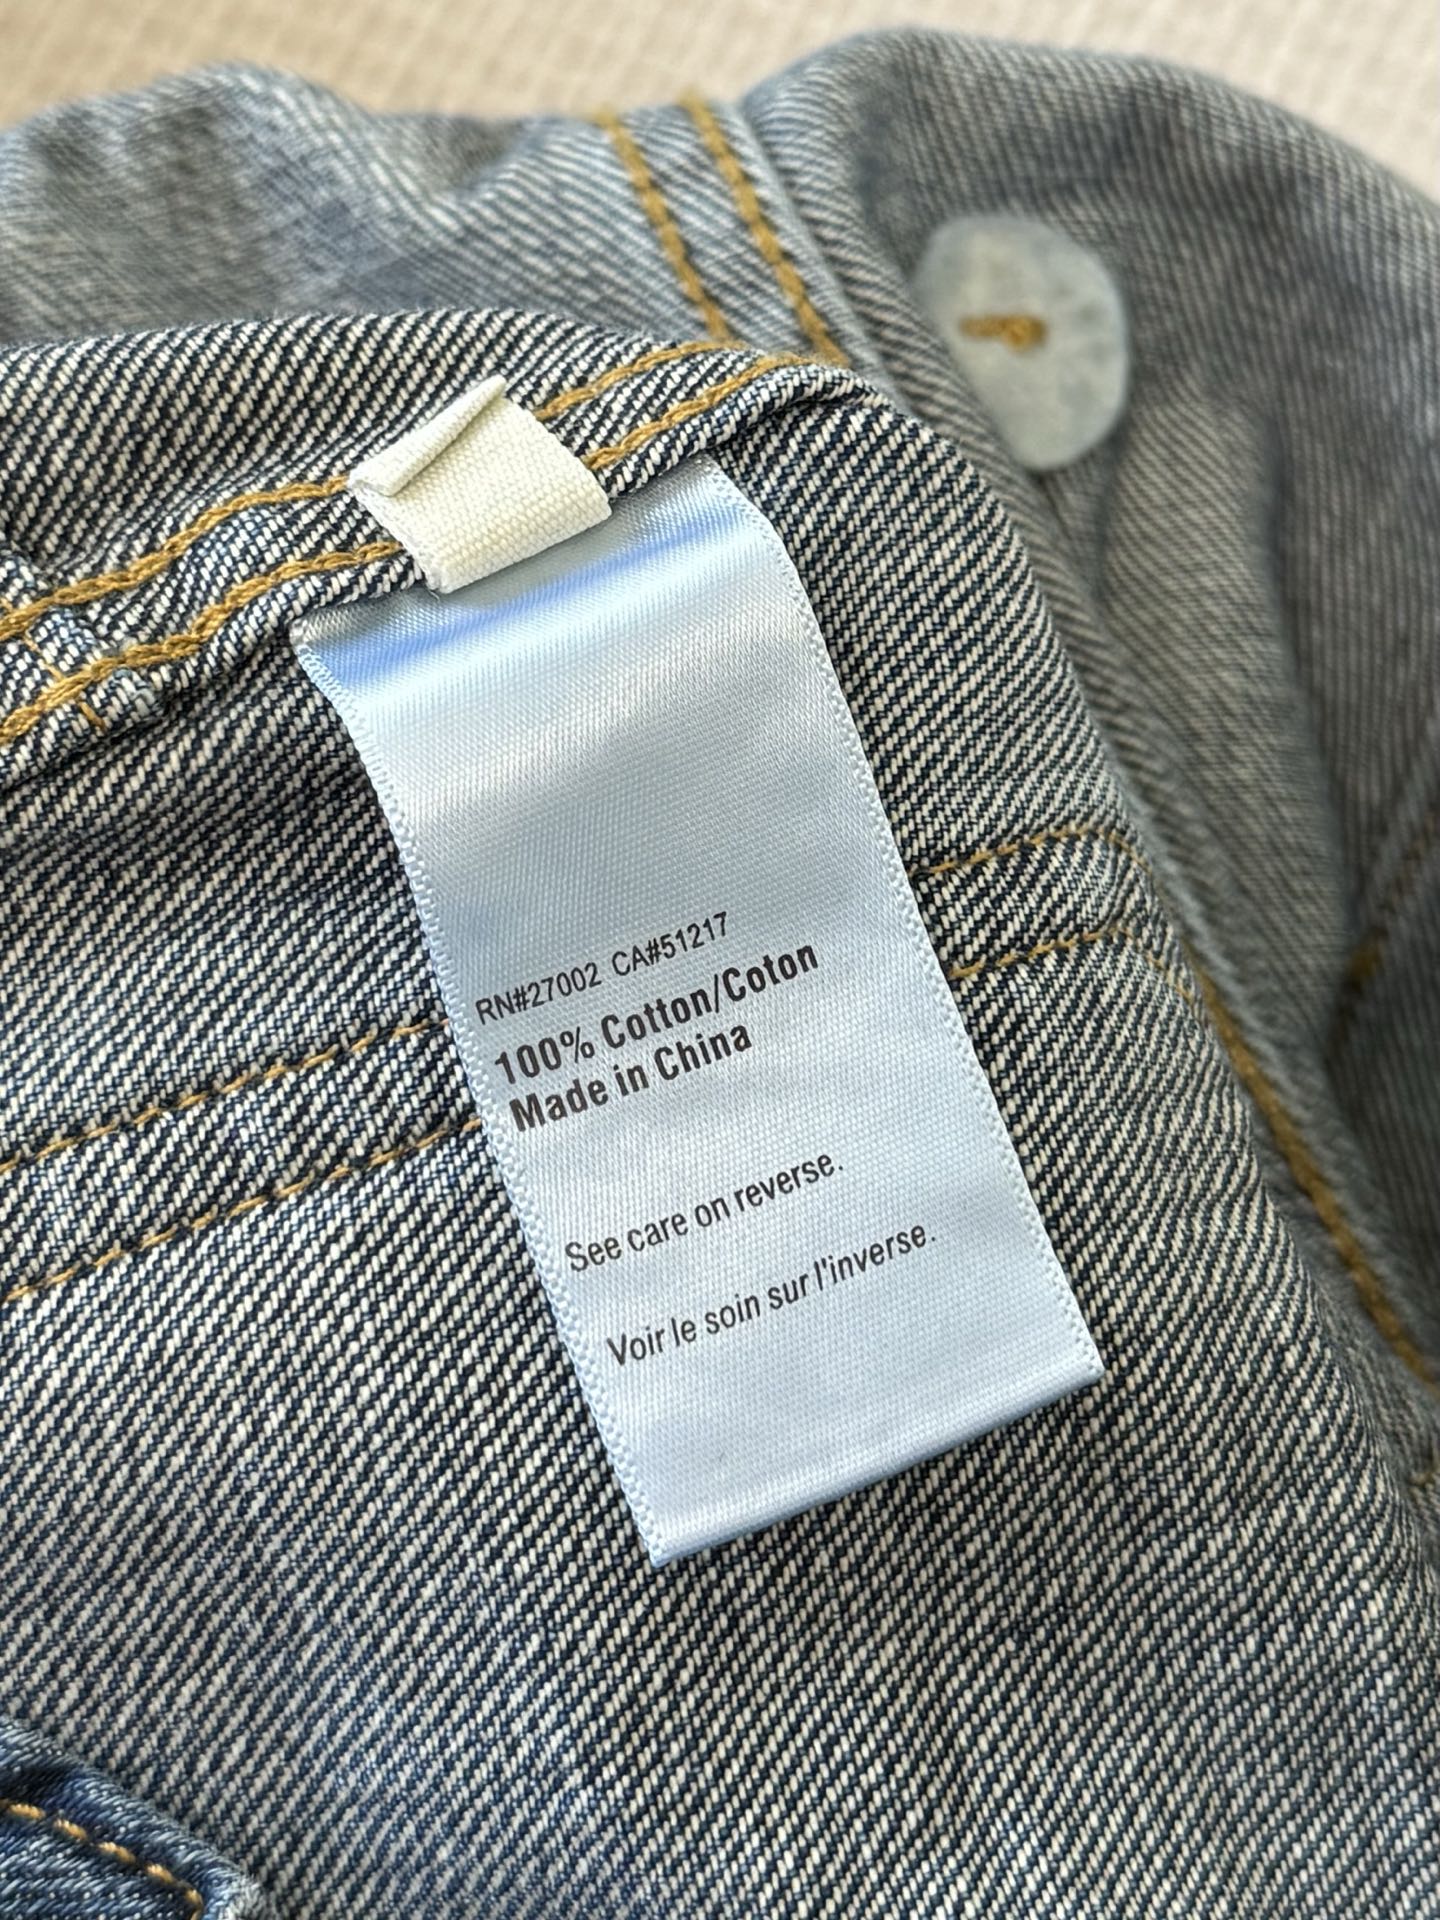 RN#27002 CA#51217
100% Cotton/Coton
Made in China
See care on reverse.
Voir le soin sur l'inverse.